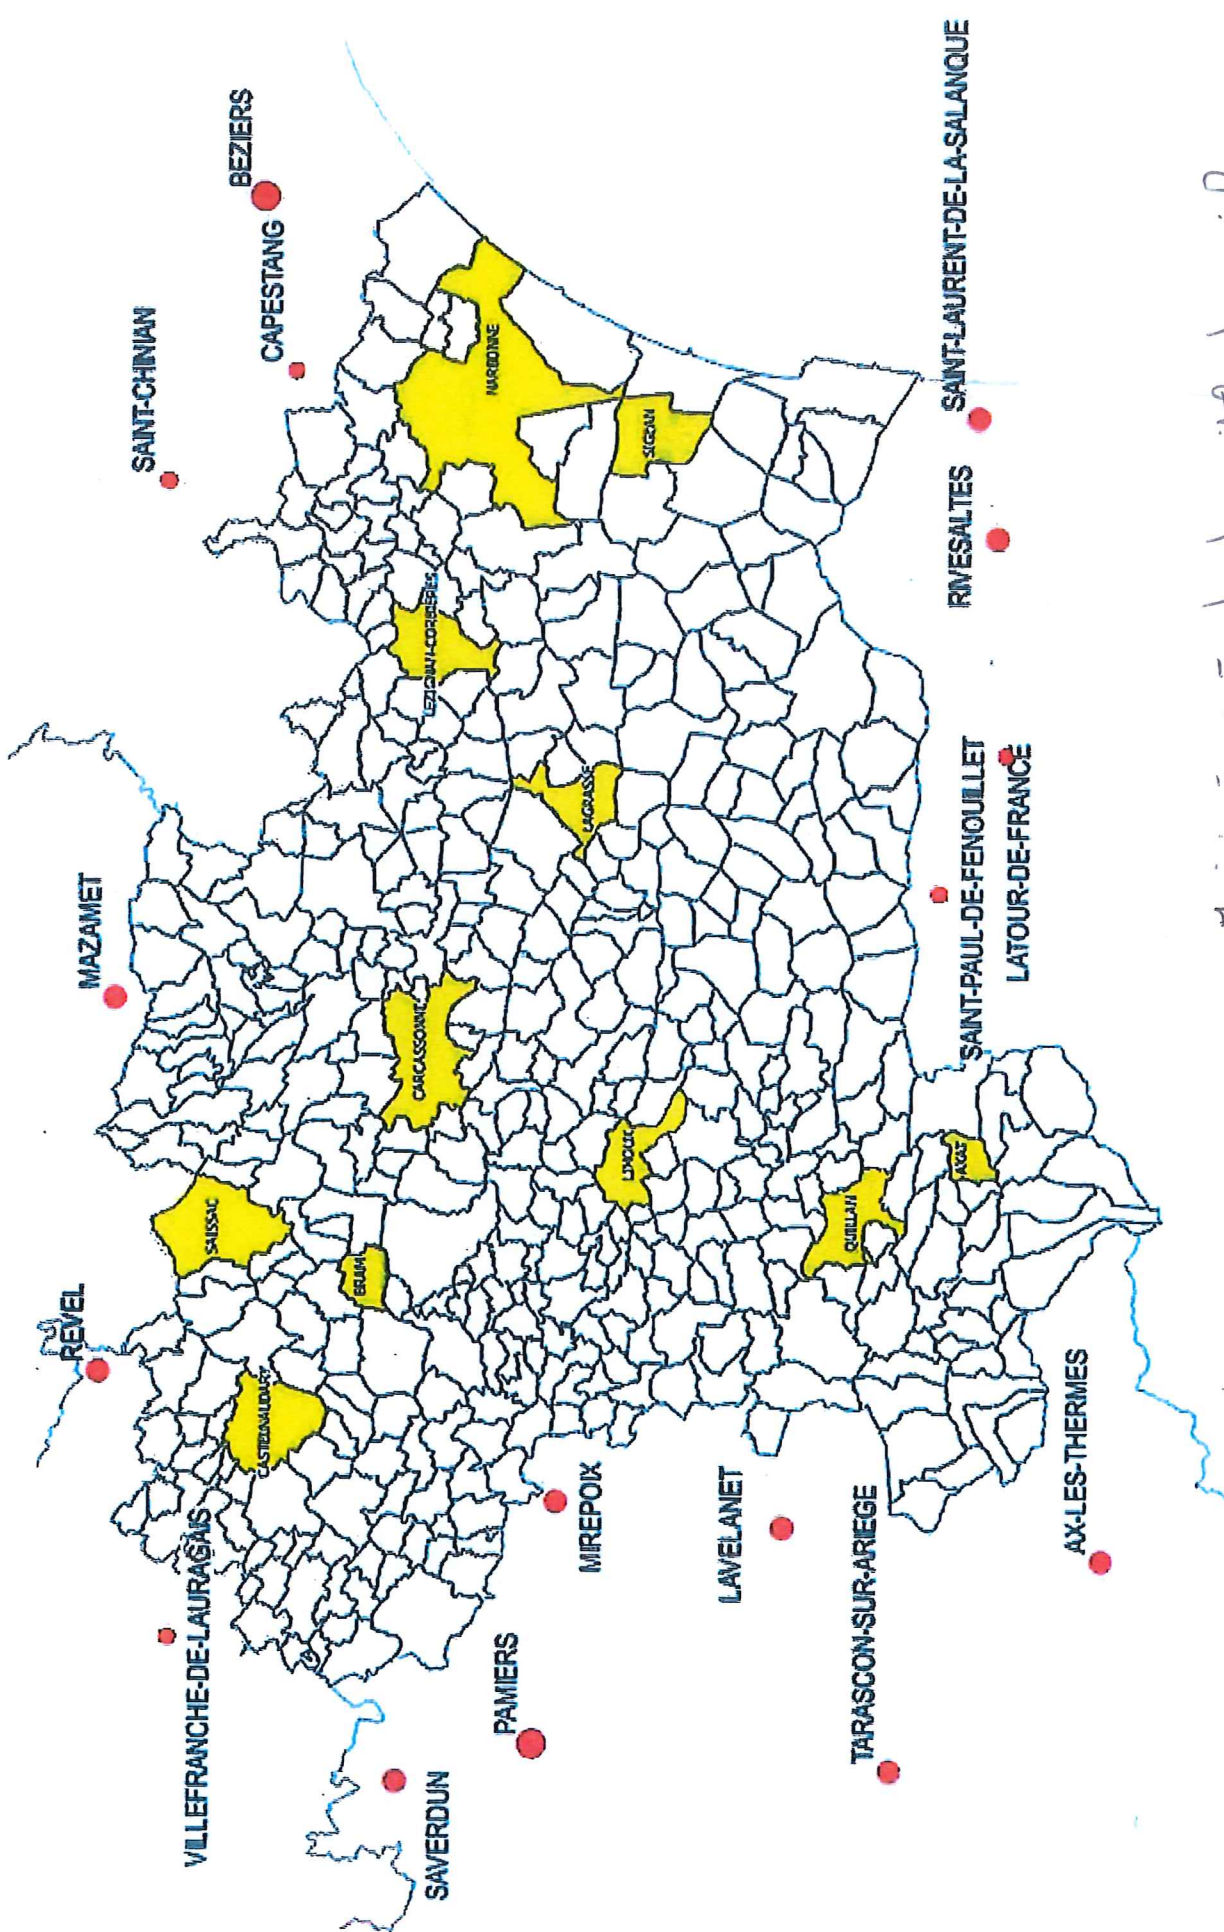 BEZIERS
CAPESTANG
SAINT-CHINIAN
MAZAMET
REVEL
VILLEFRANCHE-DE-LAURAGAIS
SAVERDUN
PAMIERS
MIREPOIX
LAVELANET
TARASCON-SUR-ARIEGE
AX-LES-THERMES
SAINT-PAUL-DE-FENOUILLET
LATOUR-DE-FRANCE
RIVESALTES
SAINT-LAURENT-DE-LA-SALANQUE
CASTELNAUDARY
SAISSAC
BRAM
CARCASSONNE
LEZIGNAN-CORBIERES
NARBONNE
SIGEAN
LAGRASSE
LIMOUX
QUILLAN
AXAT